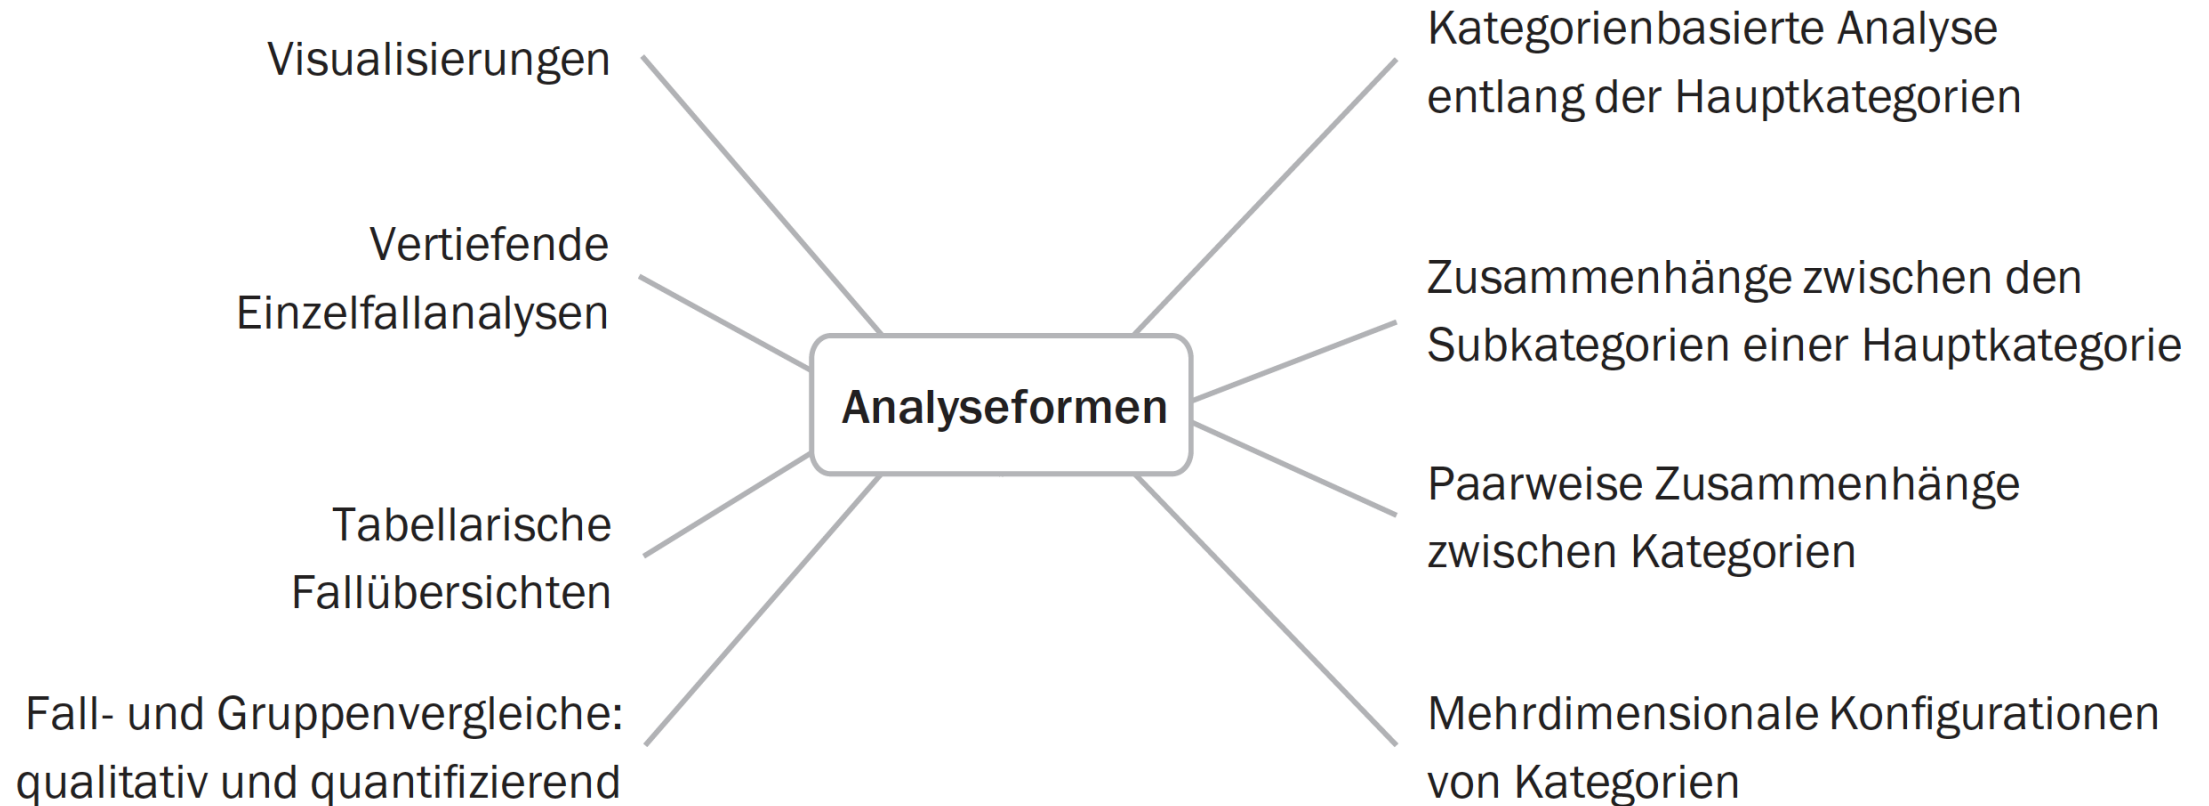 Visualisierungen
Vertiefende
Einzelfallanalysen
Tabellarische
Fallübersichten
Fall- und Gruppenvergleiche:
qualitativ und quantifizierend
Analyseformen
Kategorienbasierte Analyse
entlang der Hauptkategorien
Zusammenhänge zwischen den
Subkategorien einer Hauptkategorie
Paarweise Zusammenhänge
zwischen Kategorien
Mehrdimensionale Konfigurationen
von Kategorien